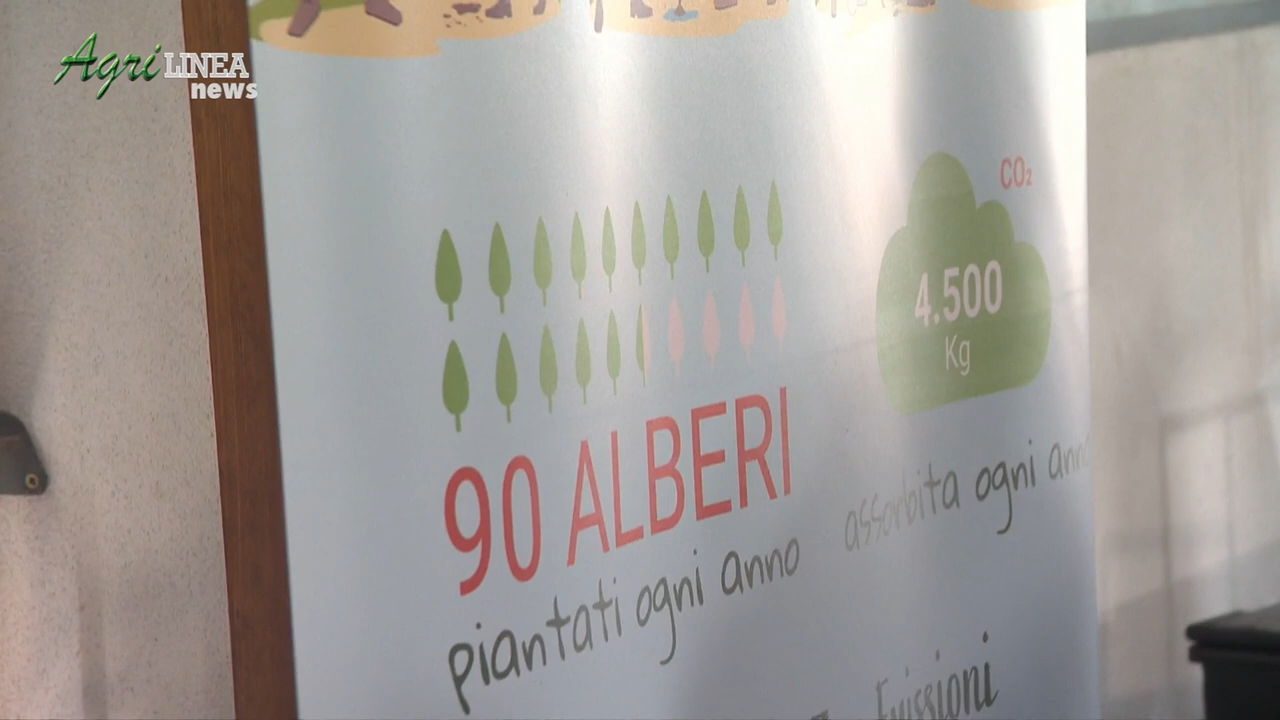 Agri LINEA
news
CO₂
4.500
Kg
90 ALBERI
piantati ogni anno
assorbita ogni anno
Emissioni